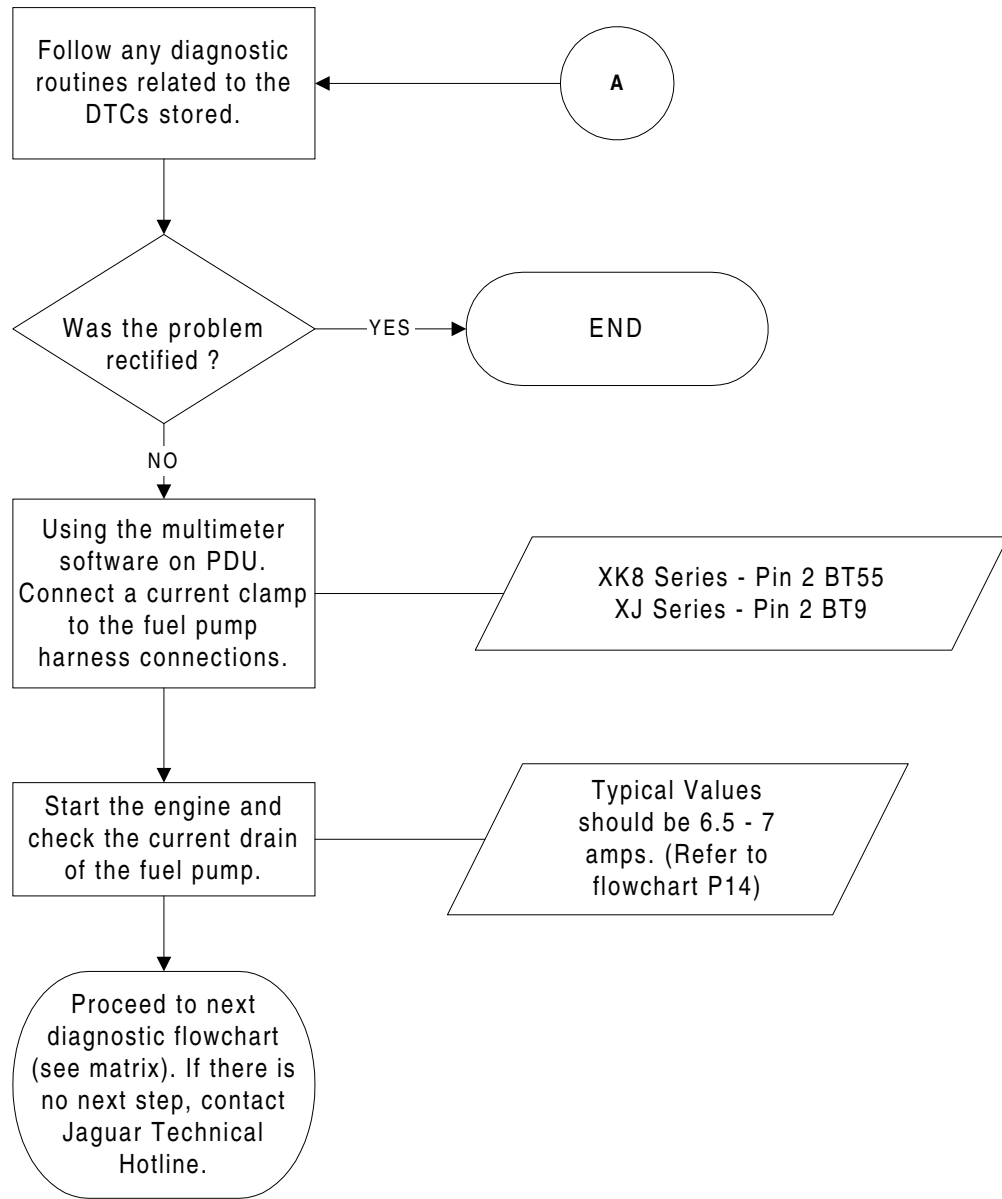 Follow any diagnostic
routines related to the
DTCs stored.
A
Was the problem
rectified ?
YES
END
NO
Using the multimeter
software on PDU.
Connect a current clamp
to the fuel pump
harness connections.
XK8 Series - Pin 2 BT55
XJ Series - Pin 2 BT9
Start the engine and
check the current drain
of the fuel pump.
Typical Values
should be 6.5 - 7
amps. (Refer to
flowchart P14)
Proceed to next
diagnostic flowchart
(see matrix). If there is
no next step, contact
Jaguar Technical
Hotline.